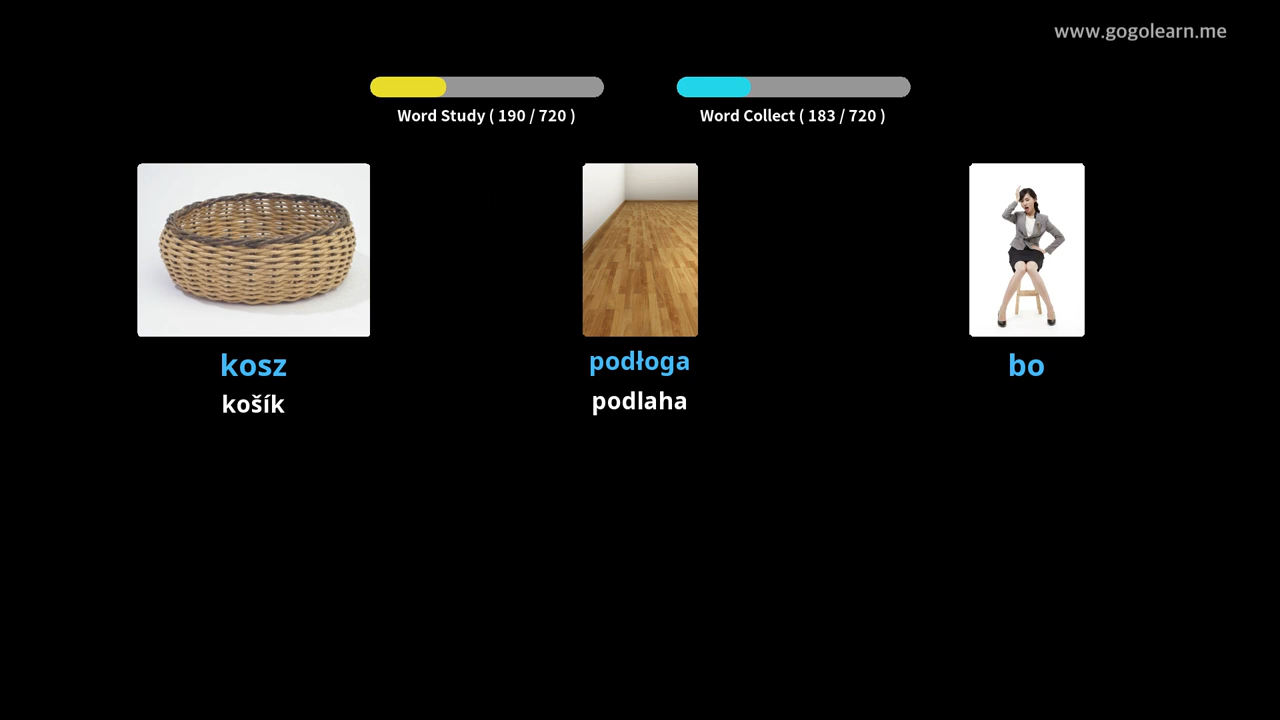 www.gogolearn.me
Word Study ( 190 / 720 )
Word Collect ( 183 / 720 )
kosz
košík
podłoga
podlaha
bo